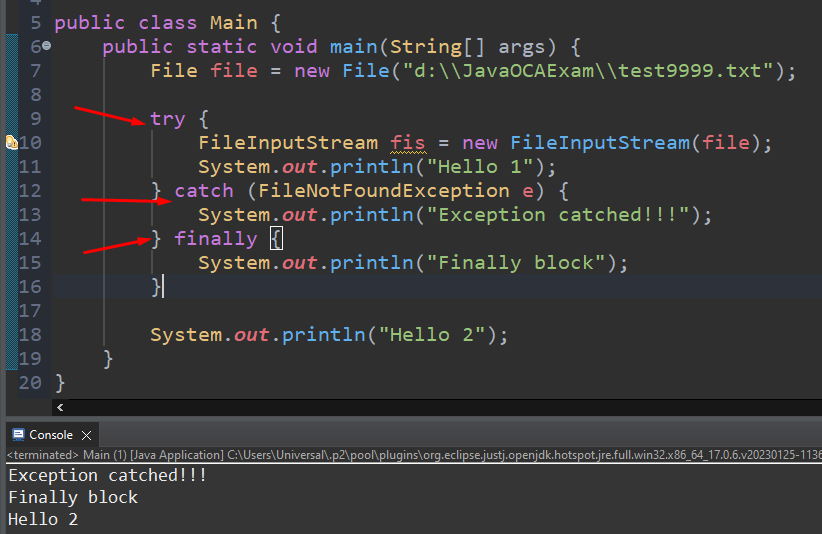 5 public class Main {
6 public static void main(String[] args) {
7 File file = new File("d:\\JavaOCAExam\\test9999.txt");
8
9 try {
10 FileInputStream fis = new FileInputStream(file);
11 System.out.println("Hello 1");
12 } catch (FileNotFoundException e) {
13 System.out.println("Exception catched!!!");
14 } finally {
15 System.out.println("Finally block");
16 }
17
18 System.out.println("Hello 2");
19 }
20 }
Console
<terminated> Main (1) [Java Application] C:\Users\Universal\.p2\pool\plugins\org.eclipse.justj.openjdk.hotspot.jre.full.win32.x86_64_17.0.6.v20230125-1136
Exception catched!!!
Finally block
Hello 2